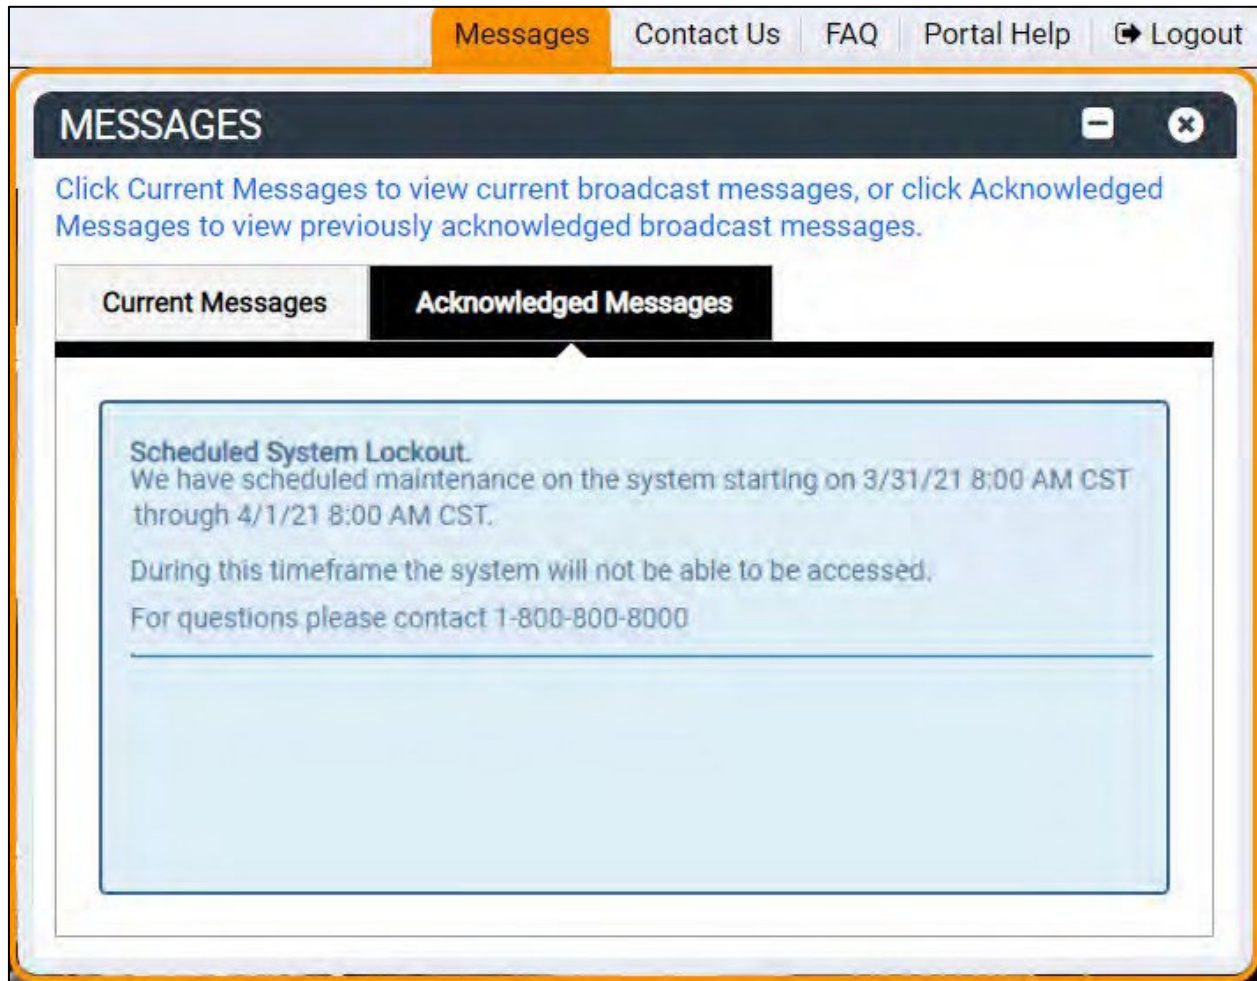 Messages Contact Us FAQ Portal Help Logout
MESSAGES
Click Current Messages to view current broadcast messages, or click Acknowledged
Messages to view previously acknowledged broadcast messages.
Current Messages Acknowledged Messages
Scheduled System Lockout.
We have scheduled maintenance on the system starting on 3/31/21 8:00 AM CST
through 4/1/21 8:00 AM CST.
During this timeframe the system will not be able to be accessed.
For questions please contact 1-800-800-8000